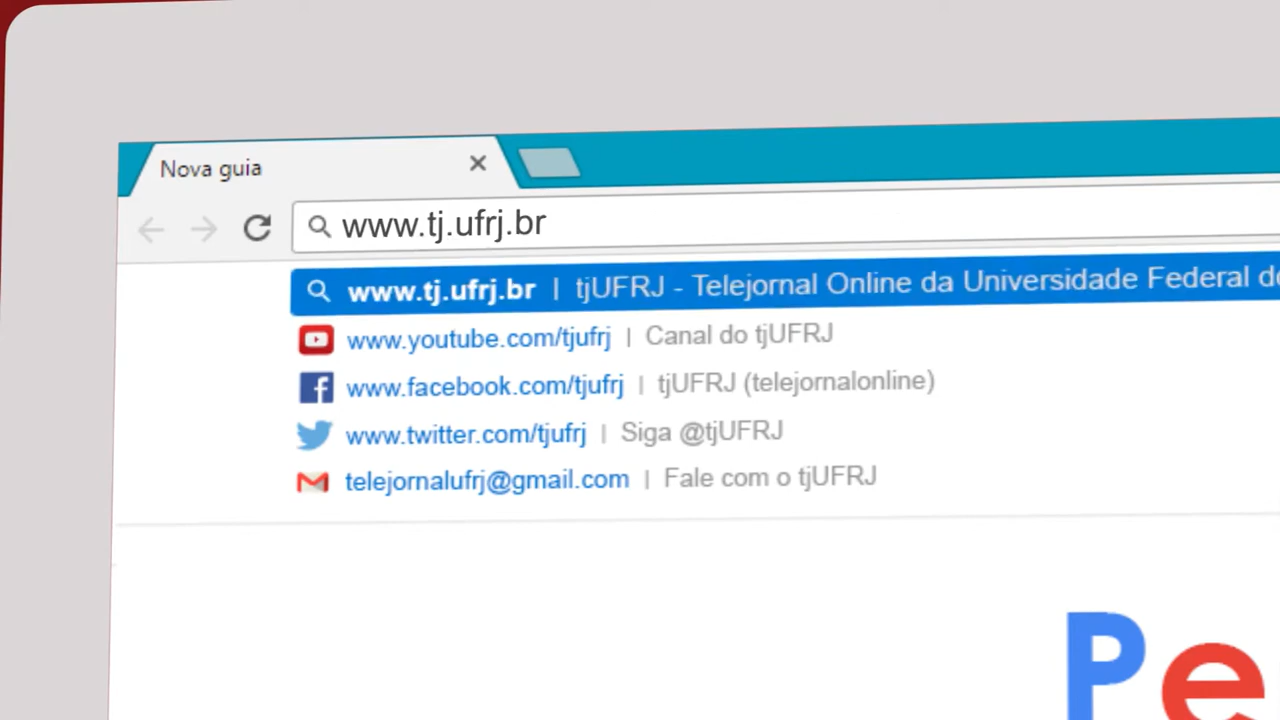 Nova guia
www.tj.ufrj.br
www.tj.ufrj.br | tjUFRJ - Telejornal Online da Universidade Federal do
www.youtube.com/tjufrj | Canal do tjUFRJ
www.facebook.com/tjufrj | tjUFRJ (telejornalonline)
www.twitter.com/tjufrj | Siga @tjUFRJ
telejornalufrj@gmail.com | Fale com o tjUFRJ
Pe